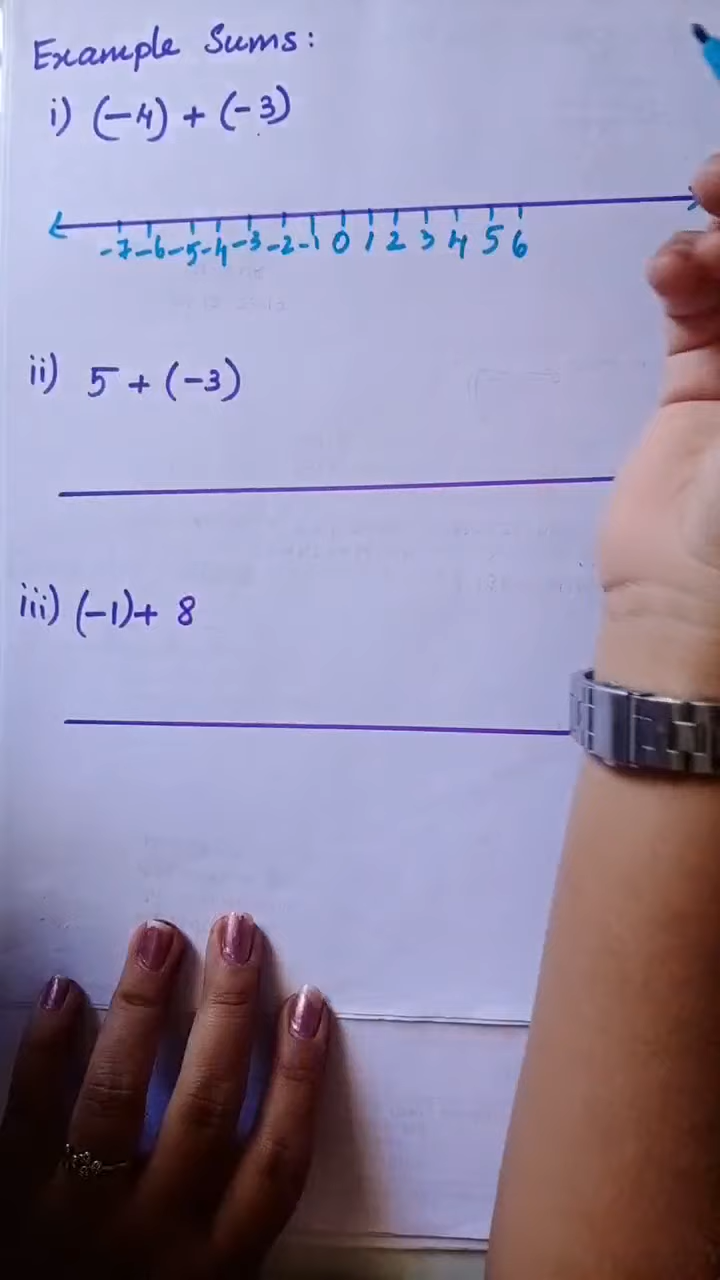 Example Sums:
i) (-4) + (-3)
-7 -6 -5 -4 -3 -2 -1 0 1 2 3 4 5 6
ii) 5 + (-3)
iii) (-1) + 8